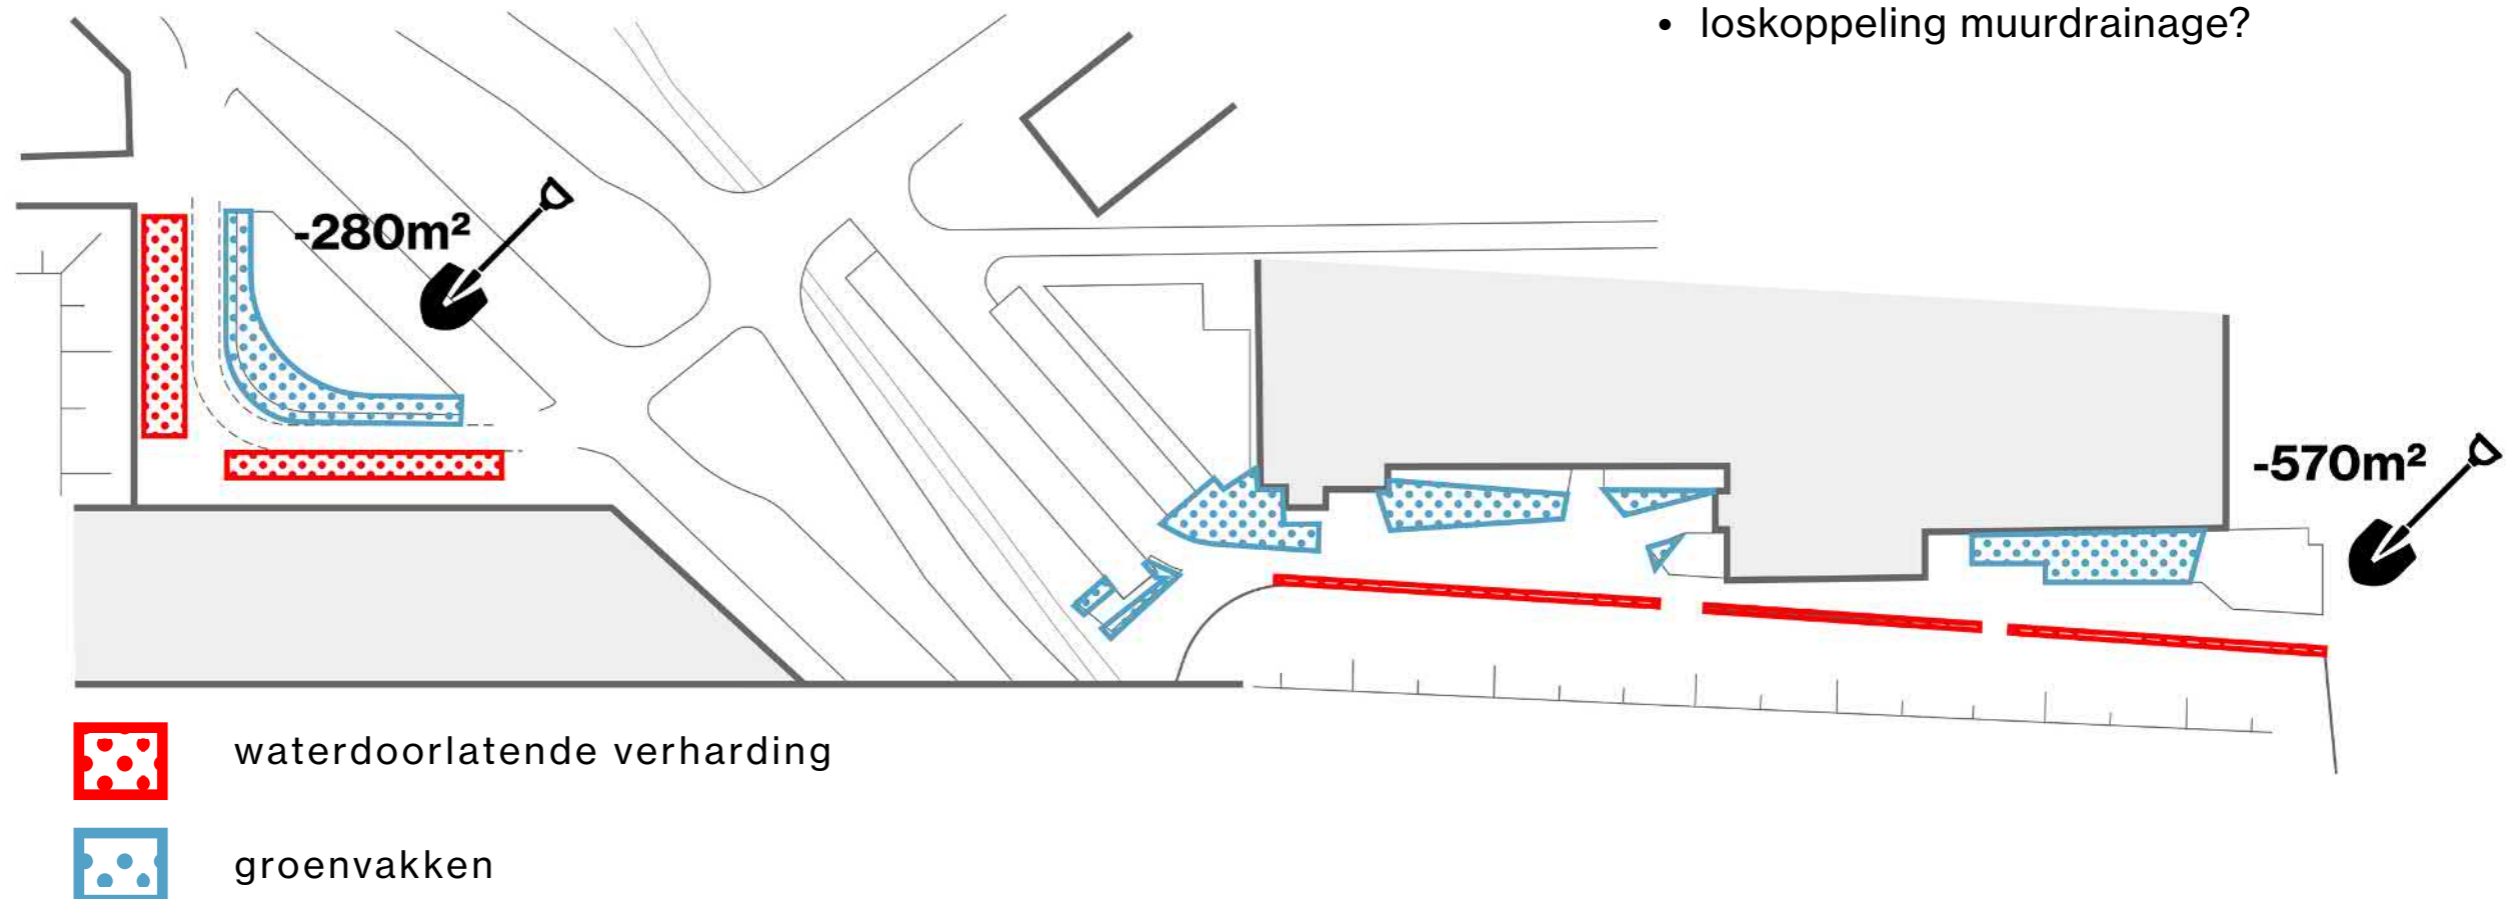 • loskoppeling muurdrainage?
-280m²
-570m²
waterdoorlatende verharding
groenvakken